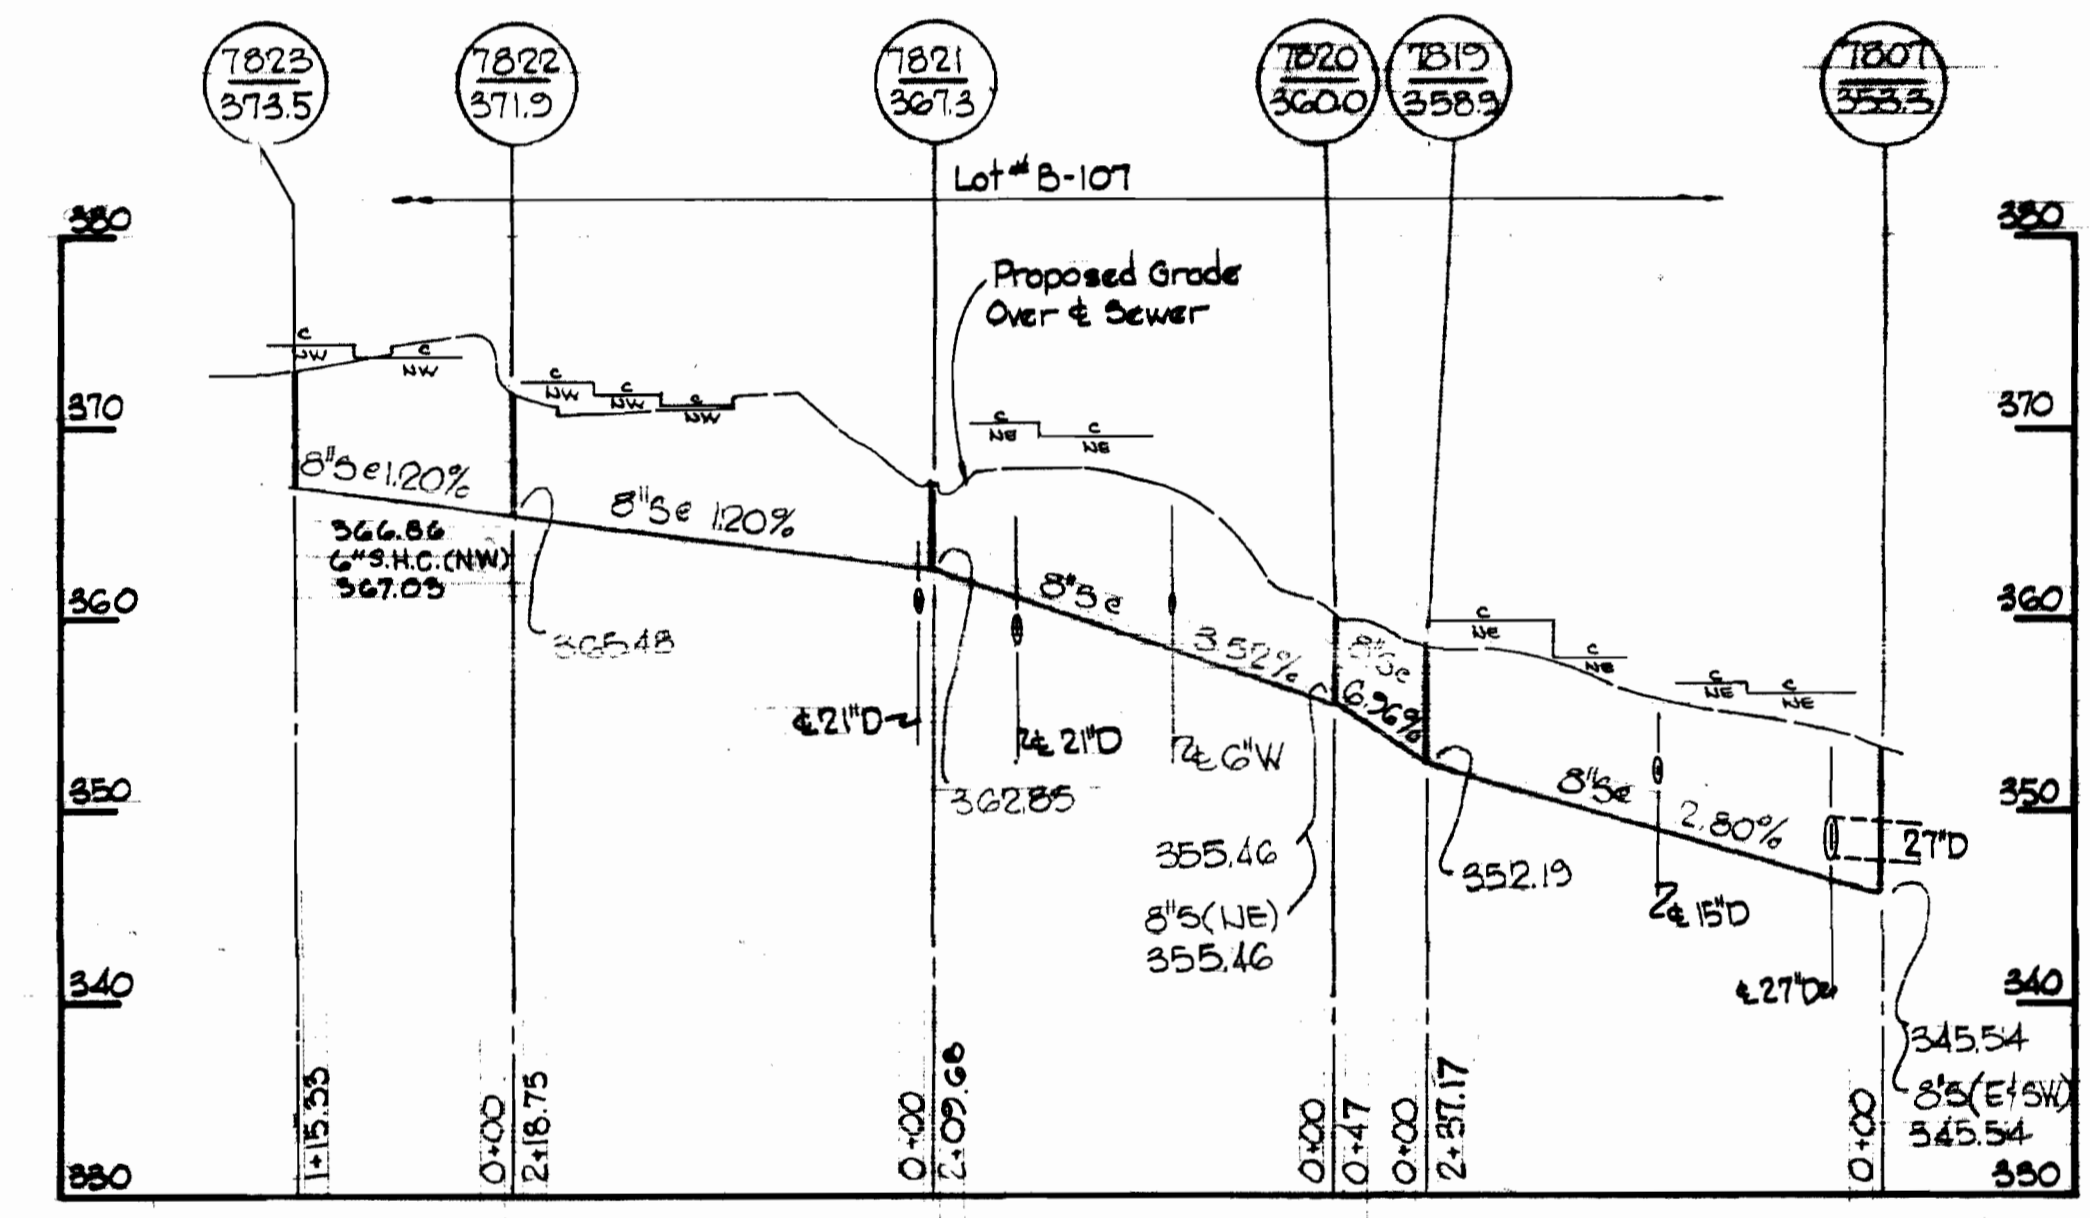 7823
373.5
7822
371.9
7821
367.3
7820
360.0
7819
358.9
7807
353.3
Lot # B-107
380
380
Proposed Grade
Over ℄ Sewer
C
NW
C
NW
C
NW
C
NW
C
NW
C
NE
C
NE
370
370
8"Se 1.20%
8"Se 1.20%
366.86
6"S.H.C.(NW)
367.03
365.48
360
360
8"Se
3.52%
8"Se
6.96%
C
NE
C
NE
C
NE
C
NE
℄ 21"D
℄ 21"D
℄ 6"W
362.85
350
350
8"Se
2.80%
27"D
355.46
8"S(NE)
355.46
352.19
℄ 15"D
℄ 27"D
340
340
345.54
8"S(E&SW)
345.54
1+15.33
0+00
2+18.75
0+00
2+09.68
0+00
0+47
0+00
2+37.17
0+00
330
330